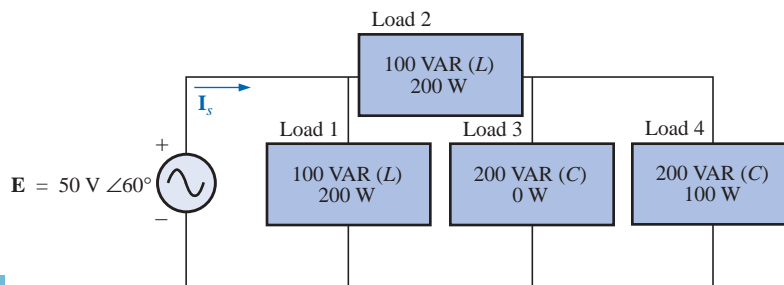 Load 2
100 VAR (L)
200 W
I_s
Load 1
Load 3
Load 4
+
E = 50 V ∠60°
−
100 VAR (L)
200 W
200 VAR (C)
0 W
200 VAR (C)
100 W